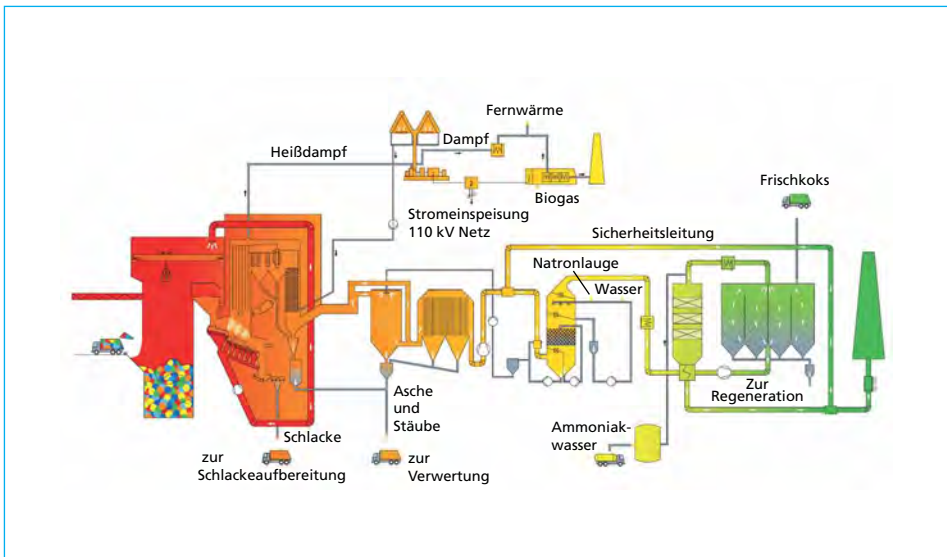 Fernwärme
Dampf
Heißdampf
Frischkoks
Biogas
Stromeinspeisung
110 kV Netz
Sicherheitsleitung
Natronlauge
Wasser
Zur
Regeneration
Asche
und
Stäube
Ammoniak-
wasser
Schlacke
zur
Schlackeaufbereitung
zur
Verwertung